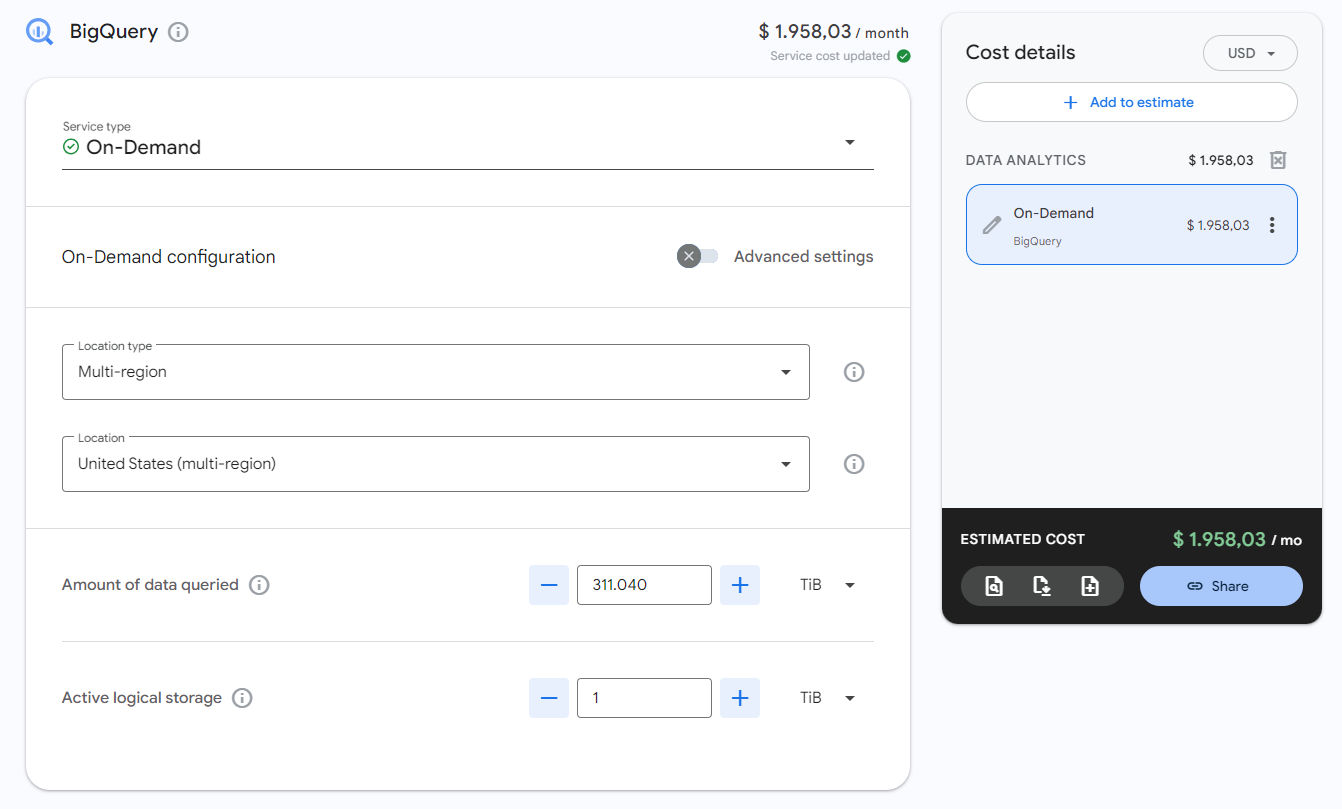 BigQuery
$ 1.958,03 / month
Service cost updated
Service type
On-Demand
On-Demand configuration
Advanced settings
Location type
Multi-region
Location
United States (multi-region)
Amount of data queried
311.040
TiB
Active logical storage
1
TiB
Cost details
USD
Add to estimate
DATA ANALYTICS
$ 1.958,03
On-Demand
$ 1.958,03
BigQuery
ESTIMATED COST
$ 1.958,03 / mo
Share